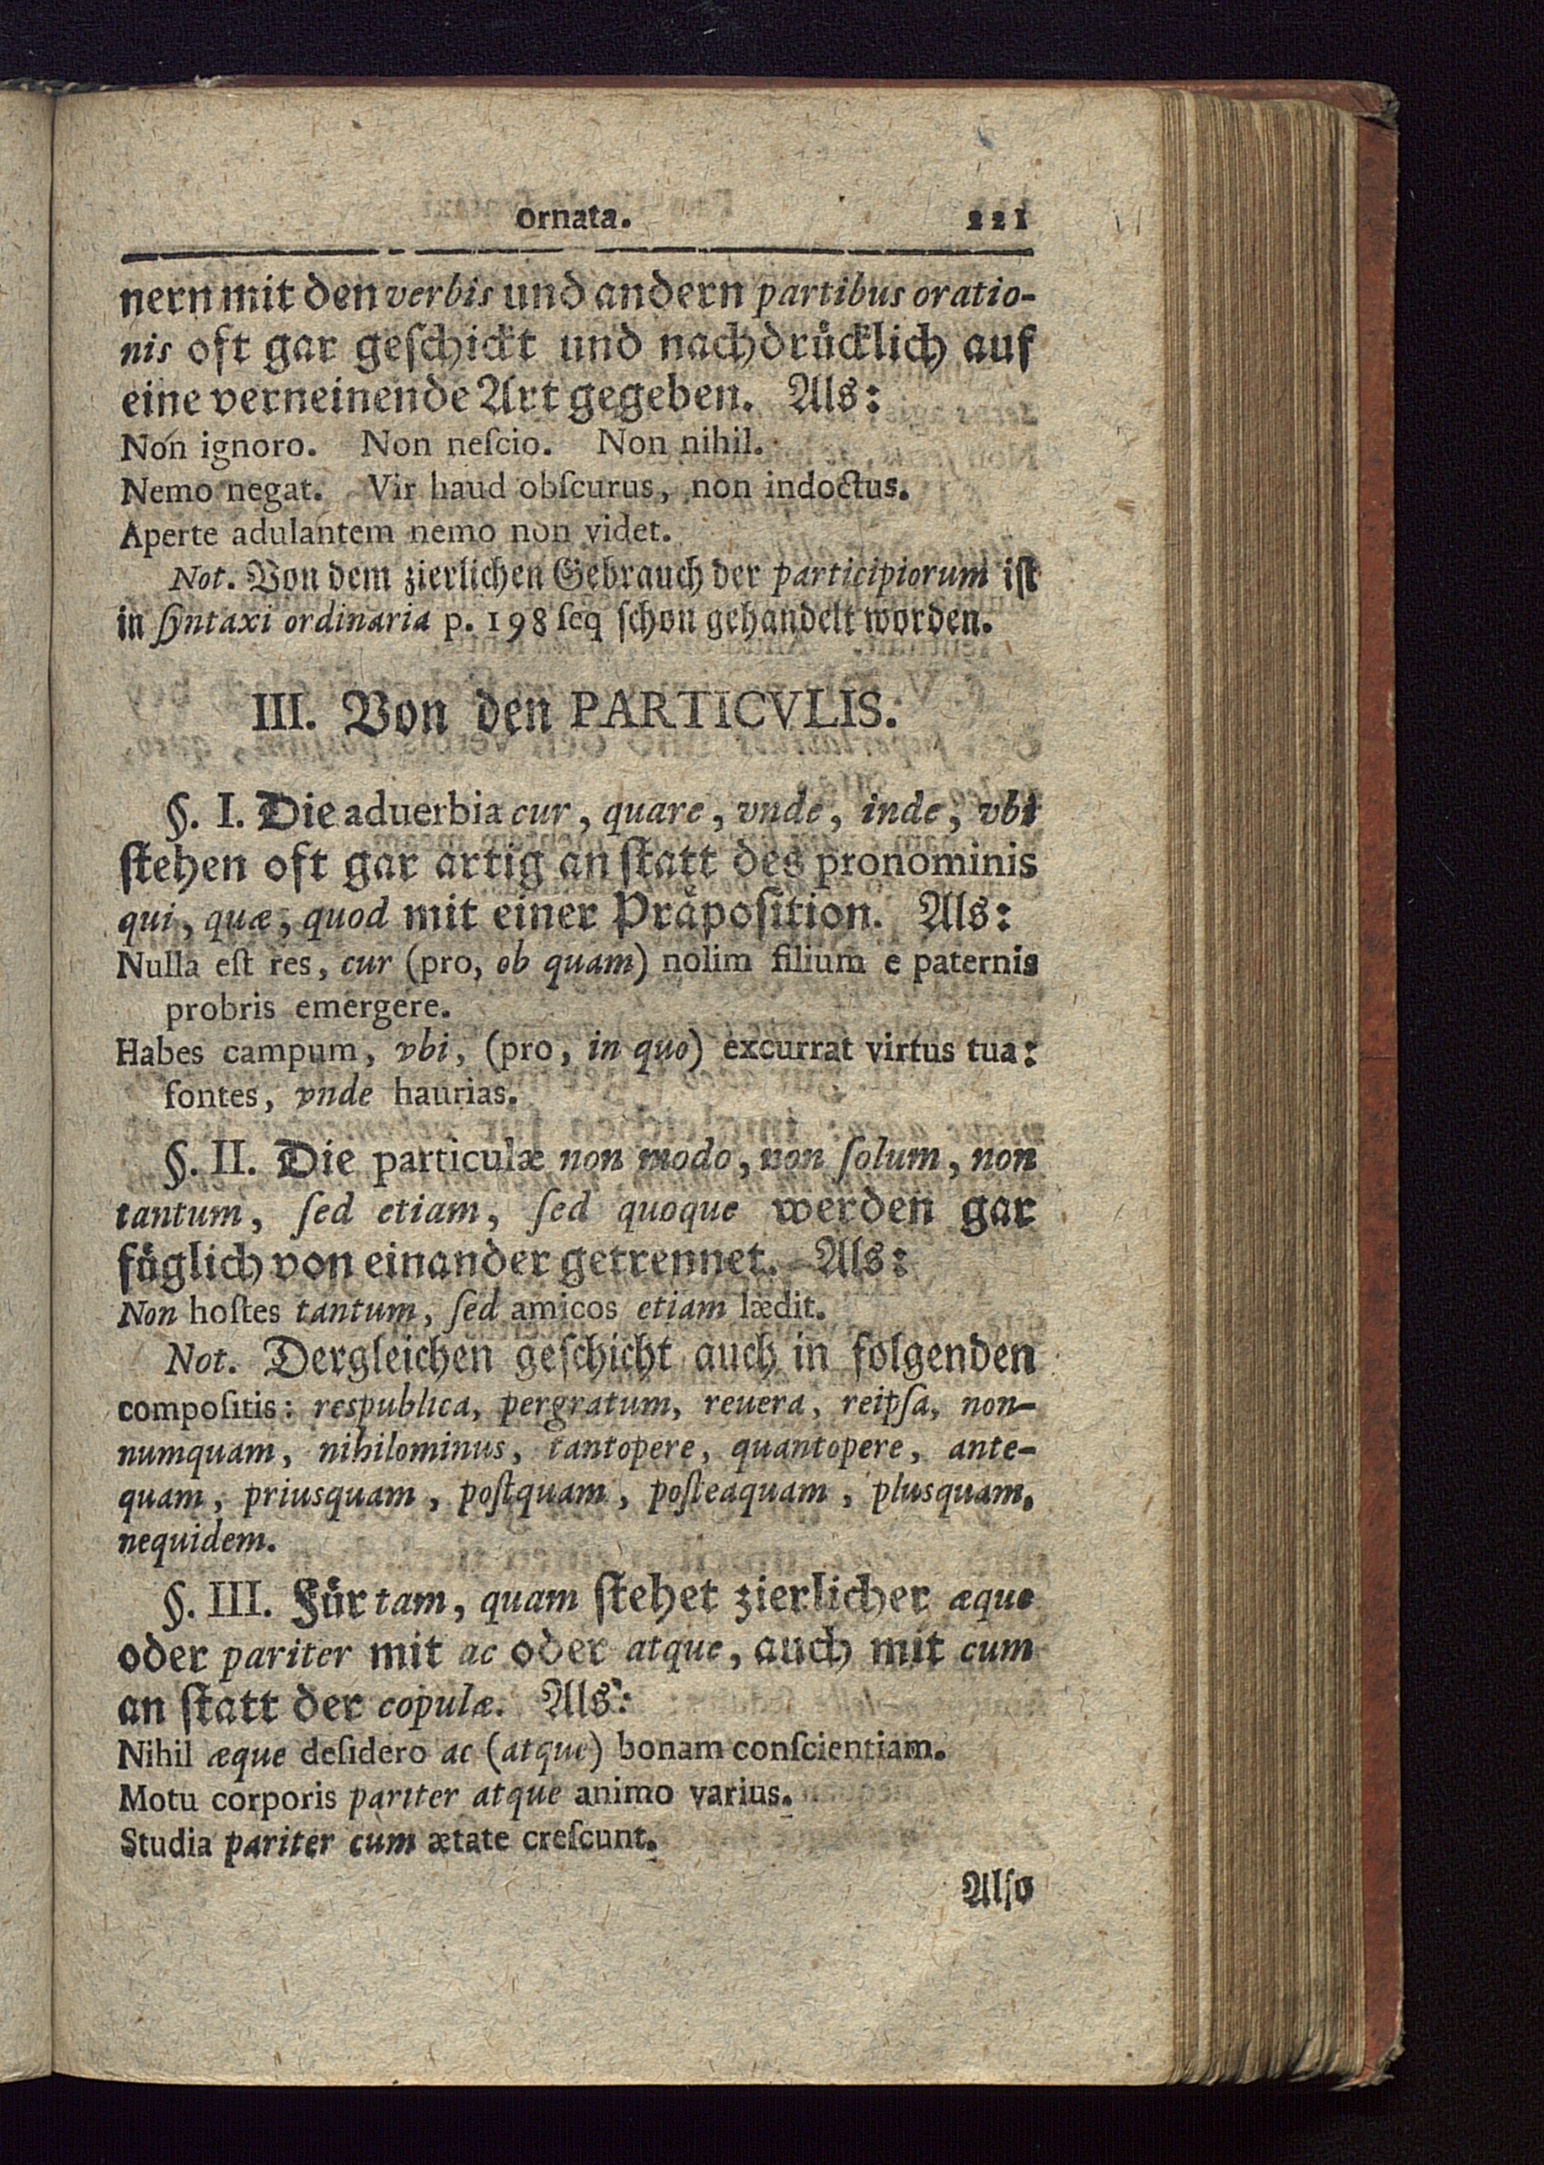 ornata. 221
nern mit den verbis und andern partibus oratio-
nis oft gar geſchickt und nachdrücklich auf
eine verneinende Art gegeben. Als:
Non ignoro. Non neſcio. Non nihil.
Nemo negat. Vir haud obſcurus, non indoctus.
Aperte adulantem nemo non videt.
Not. Von dem zierlichen Gebrauch der participiorum iſt
in ſyntaxi ordinaria p. 198 ſeq ſchon gehandelt worden.
III. Von den PARTICVLIS.
§. I. Die aduerbia cur, quare, vnde, inde, vbi
ſtehen oft gar artig an ſtatt des pronominis
qui, quæ, quod mit einer Präpoſition. Als:
Nulla eſt res, cur (pro, ob quam) nolim filium e paternis
probris emergere.
Habes campum, vbi, (pro, in quo) excurrat virtus tua:
fontes, vnde haurias.
§. II. Die particulæ non modo, non ſolum, non
tantum, ſed etiam, ſed quoque werden gar
füglich von einander getrennet. Als:
Non hoſtes tantum, ſed amicos etiam lædit.
Not. Dergleichen geſchicht auch in folgenden
compoſitis: respublica, pergratum, reuera, reipſa, non-
numquam, nihilominus, tantopere, quantopere, ante-
quam, priusquam, poſtquam, poſteaquam, plusquam,
nequidem.
§. III. Für tam, quam ſtehet zierlicher æque
oder pariter mit ac oder atque, auch mit cum
an ſtatt der copulæ. Als:
Nihil æque deſidero ac (atque) bonam conſcientiam.
Motu corporis pariter atque animo varius.
Studia pariter cum ætate creſcunt.
Alſo